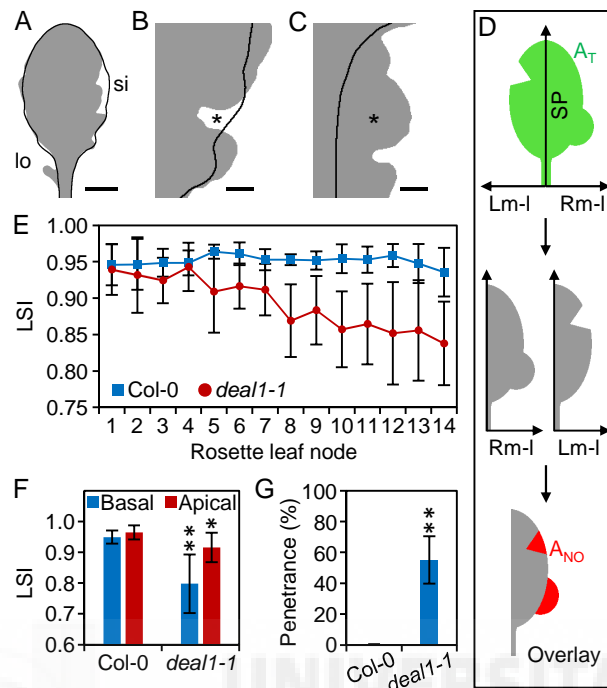 A
B
C
D
si
lo
*
*
A_T
SP
Lm-l
Rm-l
E
1.00
0.95
0.90
0.85
0.80
0.75
LSI
Col-0
deal1-1
1 2 3 4 5 6 7 8 9 10 11 12 13 14
Rosette leaf node
Rm-l
Lm-l
F
Basal
Apical
1.0
0.9
0.8
0.7
0.6
LSI
**
*
Col-0
deal1-1
G
100
80
60
40
20
0
Penetrance (%)
**
Col-0
deal1-1
A_NO
Overlay
UNIVERSITA